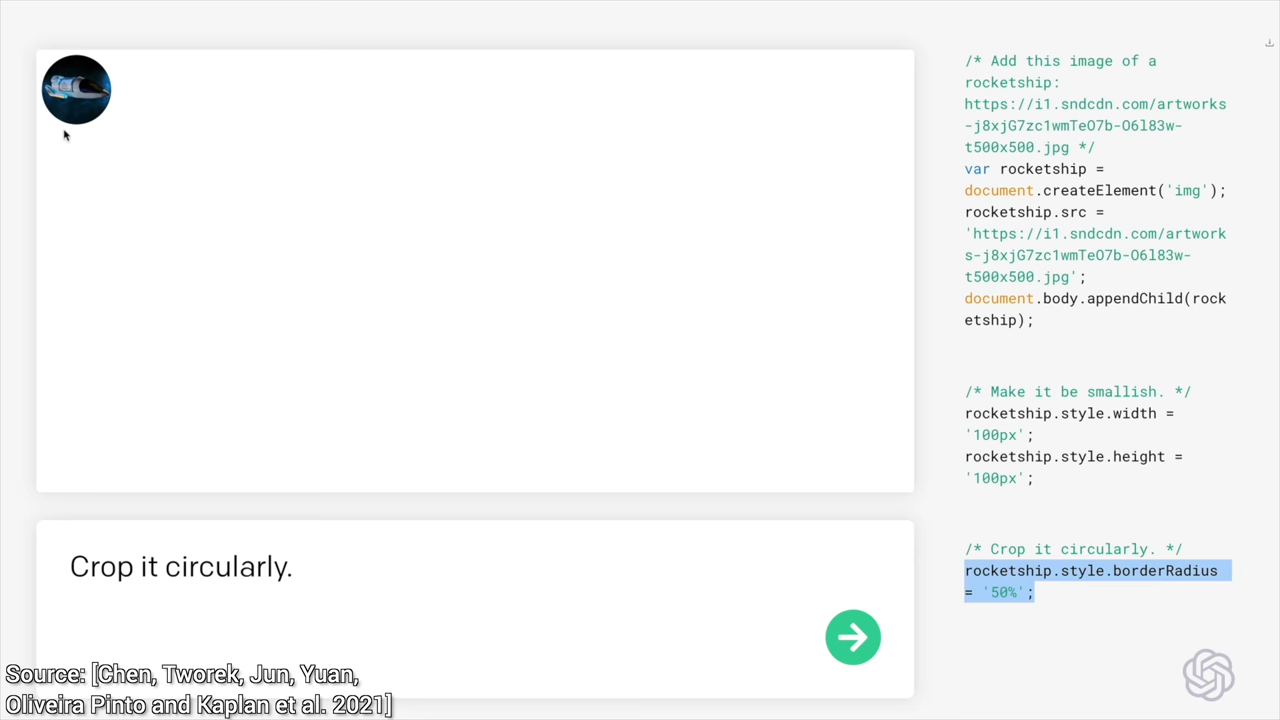 /* Add this image of a
rocketship:
https://i1.sndcdn.com/artworks
-j8xjG7zc1wmTeO7b-O6l83w-
t500x500.jpg */
var rocketship =
document.createElement('img');
rocketship.src =
'https://i1.sndcdn.com/artwork
s-j8xjG7zc1wmTeO7b-O6l83w-
t500x500.jpg';
document.body.appendChild(rock
etship);
/* Make it be smallish. */
rocketship.style.width =
'100px';
rocketship.style.height =
'100px';
/* Crop it circularly. */
rocketship.style.borderRadius
= '50%';
Crop it circularly.
Source: [Chen, Tworek, Jun, Yuan,
Oliveira Pinto and Kaplan et al. 2021]